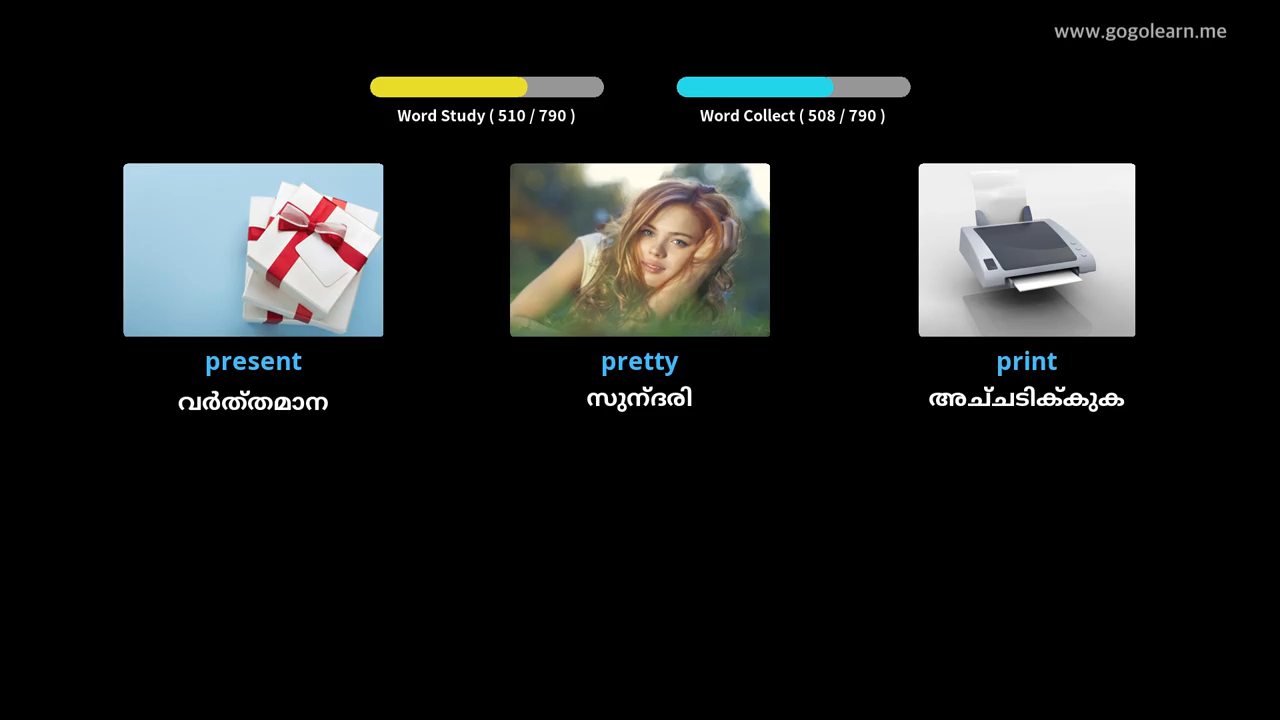 www.gogolearn.me
Word Study ( 510 / 790 )
Word Collect ( 508 / 790 )
present
വർത്തമാന
pretty
സുന്ദരി
print
അച്ചടിക്കുക